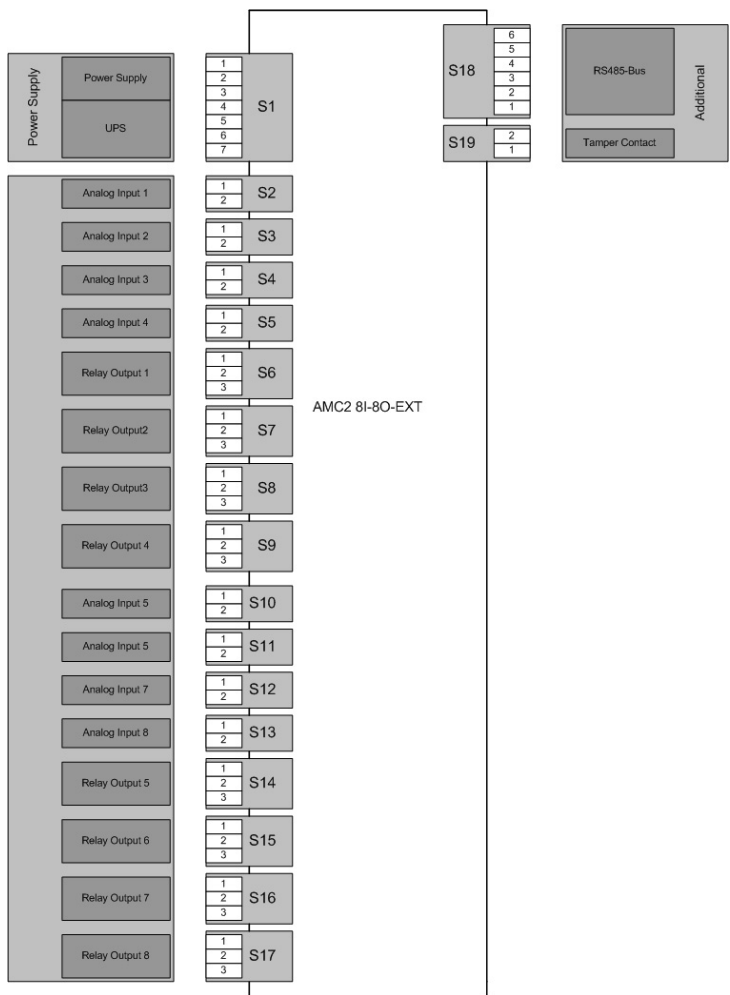 Power Supply
Power Supply
UPS
1
2
3
4
5
6
7
S1
6
5
4
3
2
1
S18
RS485-Bus
Additional
2
1
S19
Tamper Contact
Analog Input 1
1
2
S2
Analog Input 2
1
2
S3
Analog Input 3
1
2
S4
Analog Input 4
1
2
S5
Relay Output 1
1
2
3
S6
AMC2 8I-8O-EXT
Relay Output2
1
2
3
S7
Relay Output3
1
2
3
S8
Relay Output 4
1
2
3
S9
Analog Input 5
1
2
S10
Analog Input 5
1
2
S11
Analog Input 7
1
2
S12
Analog Input 8
1
2
S13
Relay Output 5
1
2
3
S14
Relay Output 6
1
2
3
S15
Relay Output 7
1
2
3
S16
Relay Output 8
1
2
3
S17